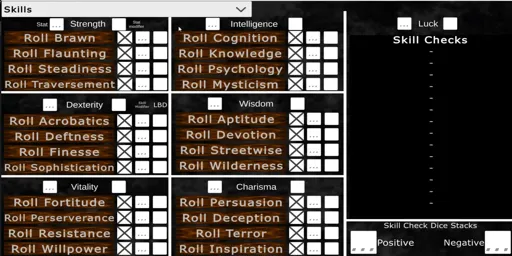 Skills
Stat Strength Stat modifier
Roll Brawn
Roll Flaunting
Roll Steadiness
Roll Traversement
Dexterity LBD
Roll Acrobatics
Roll Deftness
Roll Finesse
Roll Sophistication
Vitality
Roll Fortitude
Roll Perserverance
Roll Resistance
Roll Willpower
Intelligence
Roll Cognition
Roll Knowledge
Roll Psychology
Roll Mysticism
Wisdom
Roll Aptitude
Roll Devotion
Roll Streetwise
Roll Wilderness
Charisma
Roll Persuasion
Roll Deception
Roll Terror
Roll Inspiration
Luck
Skill Checks
Skill Check Dice Stacks
Positive Negative